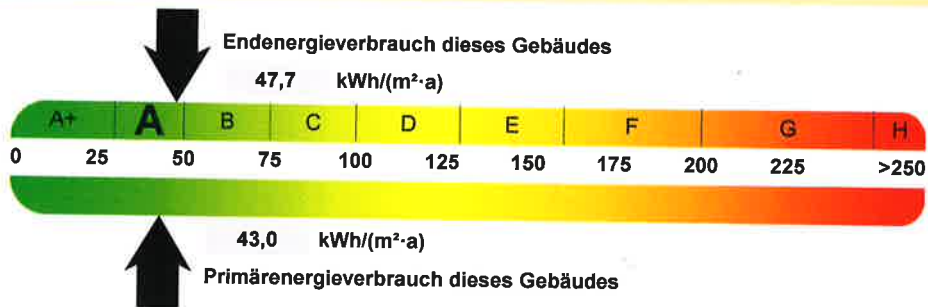 Endenergieverbrauch dieses Gebäudes
47,7 kWh/(m²·a)
A+ A B C D E F G H
0 25 50 75 100 125 150 175 200 225 >250
43,0 kWh/(m²·a)
Primärenergieverbrauch dieses Gebäudes